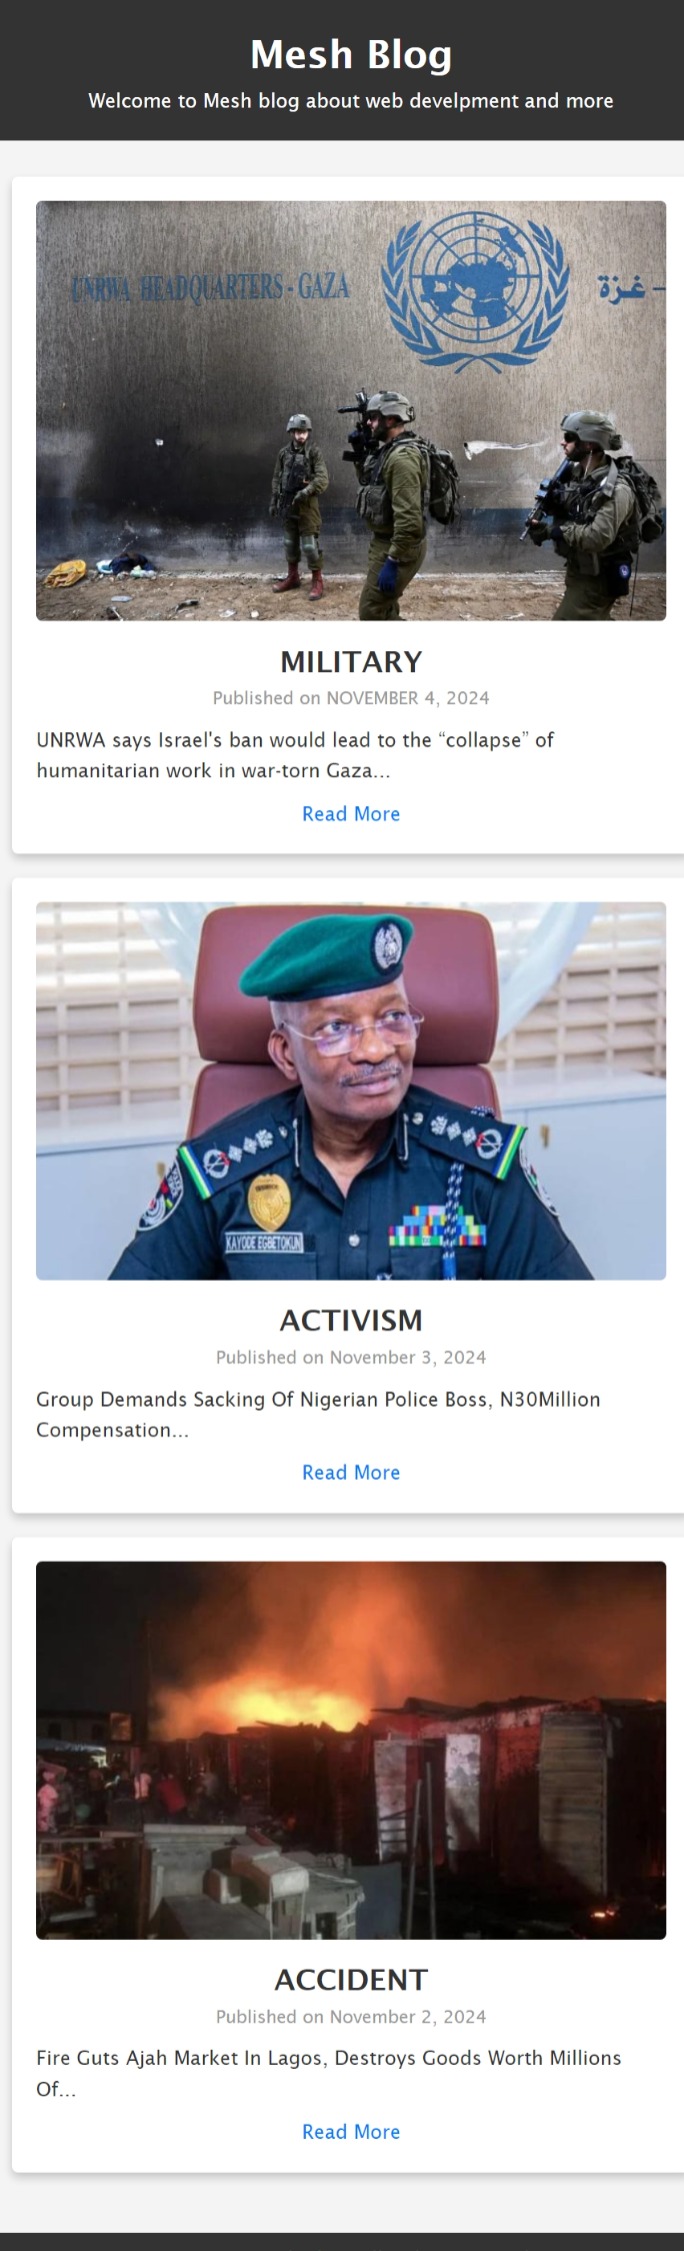 Mesh Blog
Welcome to Mesh blog about web develpment and more
UNRWA HEADQUARTERS - GAZA
غزة -
MILITARY
Published on NOVEMBER 4, 2024
UNRWA says Israel's ban would lead to the “collapse” of
humanitarian work in war-torn Gaza...
Read More
KAYODE EGBETOKUN
ACTIVISM
Published on November 3, 2024
Group Demands Sacking Of Nigerian Police Boss, N30Million
Compensation...
Read More
ACCIDENT
Published on November 2, 2024
Fire Guts Ajah Market In Lagos, Destroys Goods Worth Millions
Of...
Read More